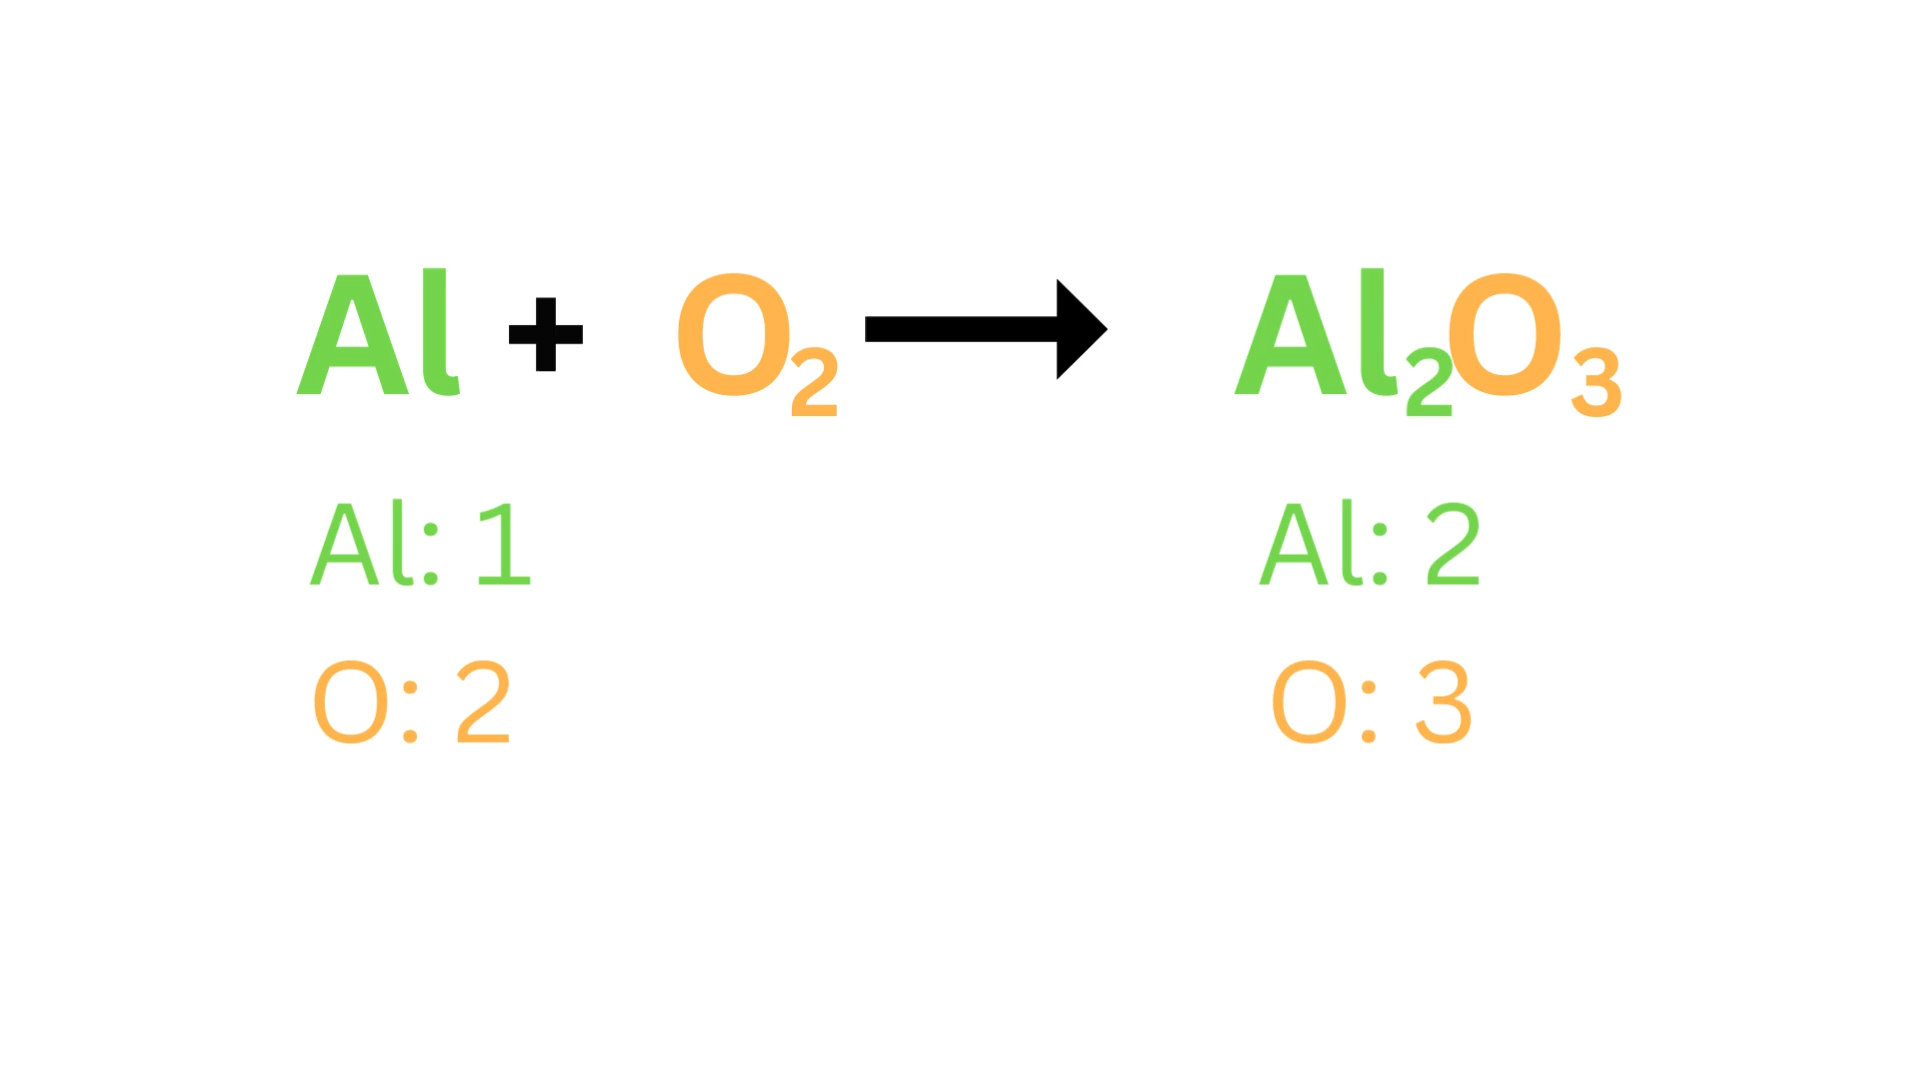 Al + O₂ → Al₂O₃
Al: 1 Al: 2
O: 2 O: 3